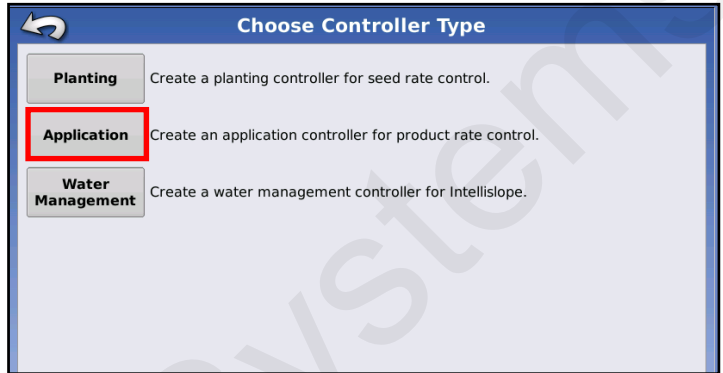 Choose Controller Type
Planting
Create a planting controller for seed rate control.
Application
Create an application controller for product rate control.
Water
Management
Create a water management controller for Intellislope.
ystems